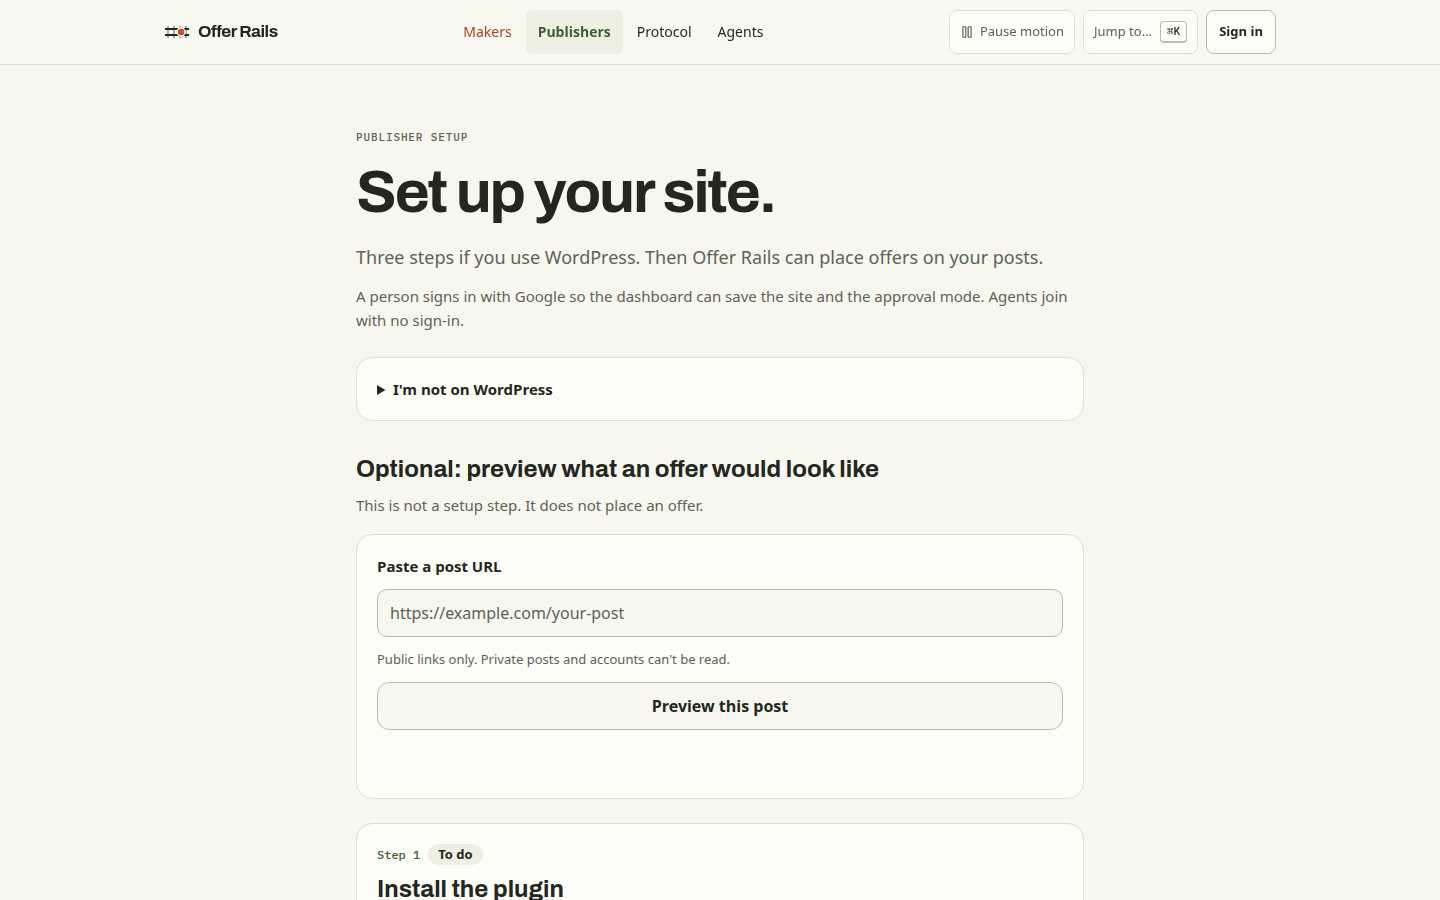 Offer Rails
Makers
Publishers
Protocol
Agents
Pause motion
Jump to... ⌘K
Sign in
PUBLISHER SETUP
Set up your site.
Three steps if you use WordPress. Then Offer Rails can place offers on your posts.
A person signs in with Google so the dashboard can save the site and the approval mode. Agents join
with no sign-in.
I'm not on WordPress
Optional: preview what an offer would look like
This is not a setup step. It does not place an offer.
Paste a post URL
https://example.com/your-post
Public links only. Private posts and accounts can't be read.
Preview this post
Step 1 To do
Install the plugin